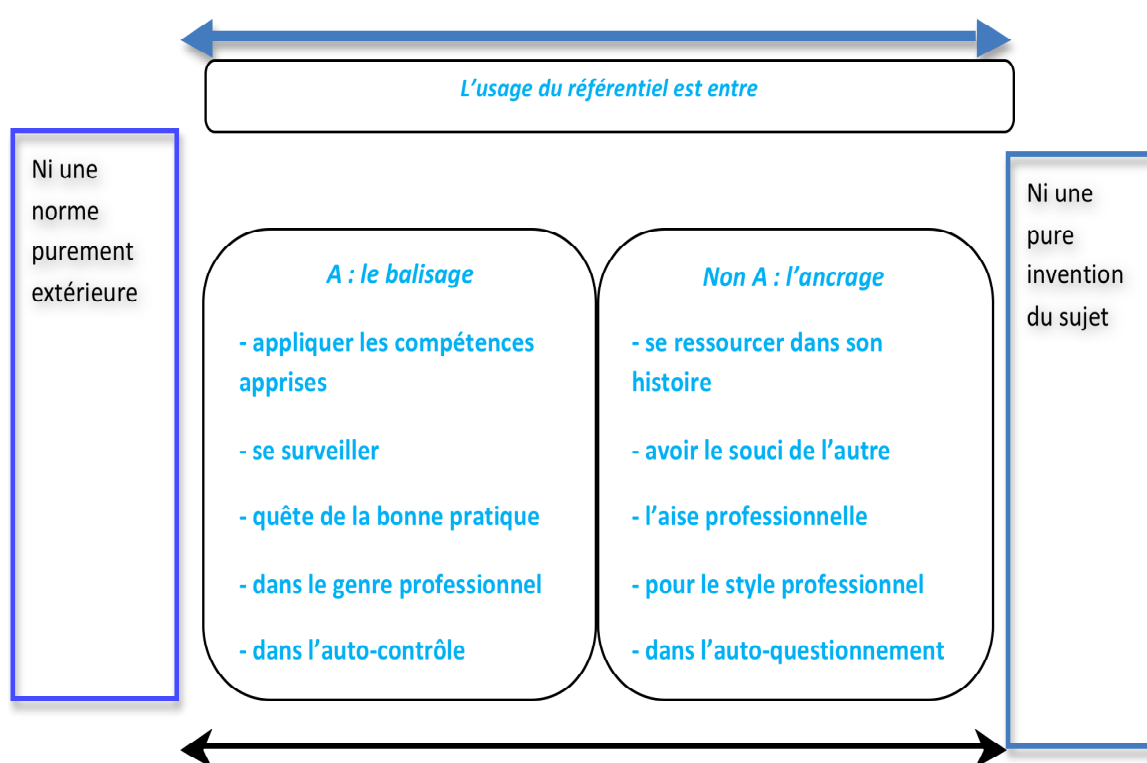 L’usage du référentiel est entre
Ni une
norme
purement
extérieure
A : le balisage
- appliquer les compétences
apprises
- se surveiller
- quête de la bonne pratique
- dans le genre professionnel
- dans l’auto-contrôle
Non A : l’ancrage
- se ressourcer dans son
histoire
- avoir le souci de l’autre
- l’aise professionnelle
- pour le style professionnel
- dans l’auto-questionnement
Ni une
pure
invention
du sujet